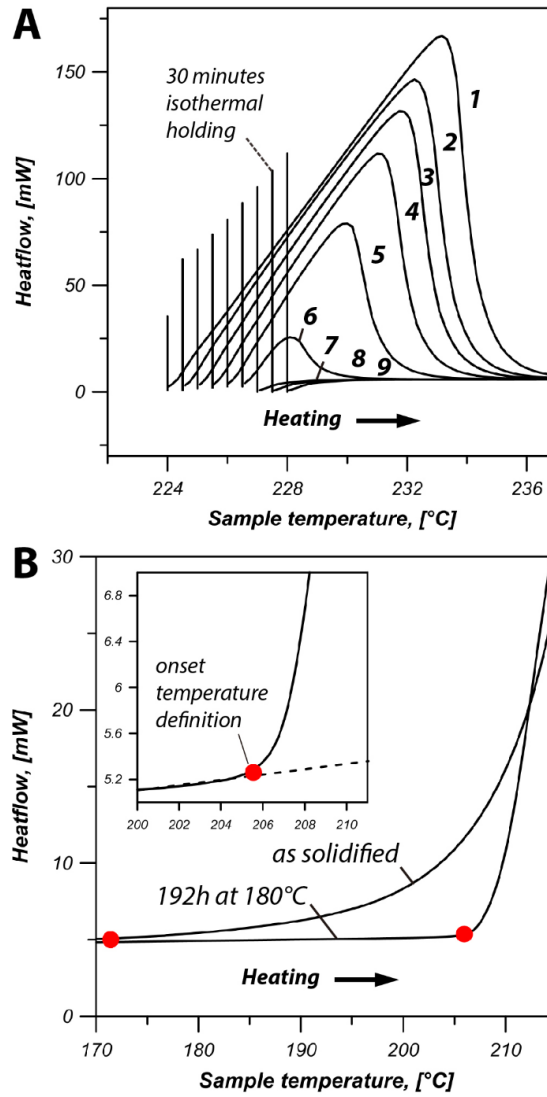 A
150
100
50
0
Heatflow, [mW]
30 minutes
isothermal
holding
1
2
3
4
5
6
7
8
9
Heating
224
228
232
236
Sample temperature, [°C]
B
30
20
10
0
Heatflow, [mW]
6.8
6.4
6
5.6
5.2
onset
temperature
definition
200
202
204
206
208
210
as solidified
192h at 180°C
Heating
170
180
190
200
210
Sample temperature, [°C]